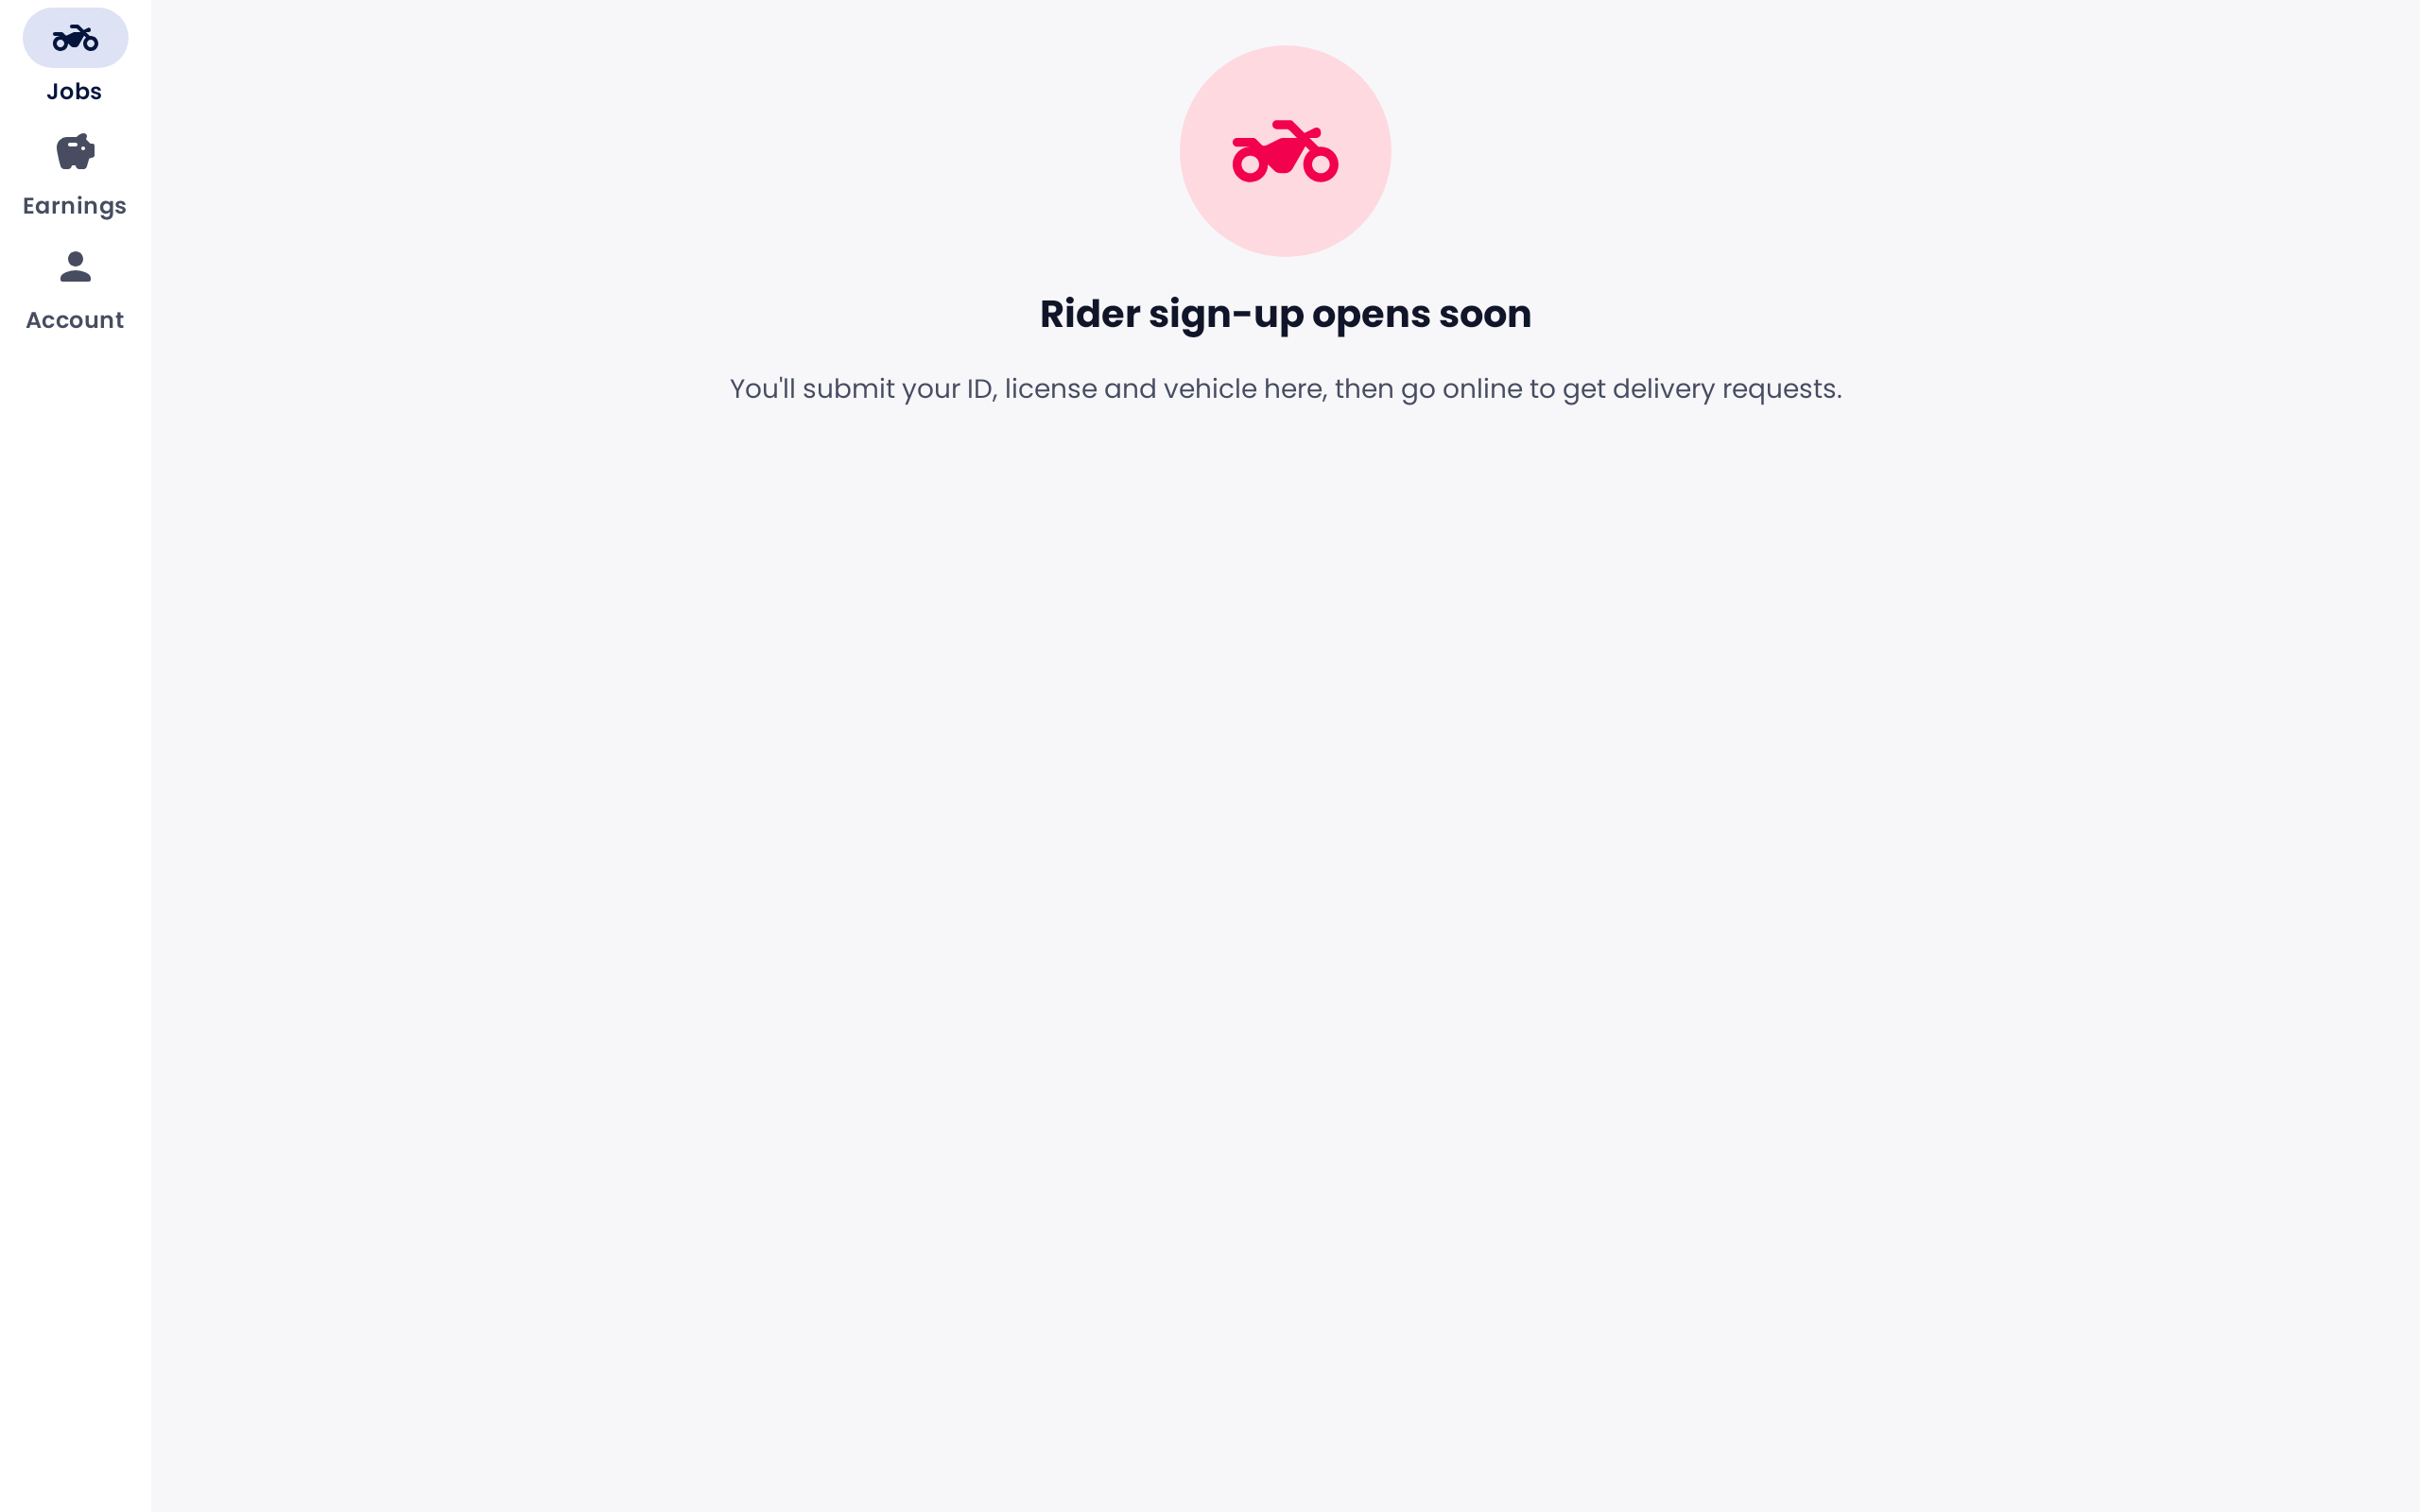 Jobs
Earnings
Account
Rider sign-up opens soon
You'll submit your ID, license and vehicle here, then go online to get delivery requests.